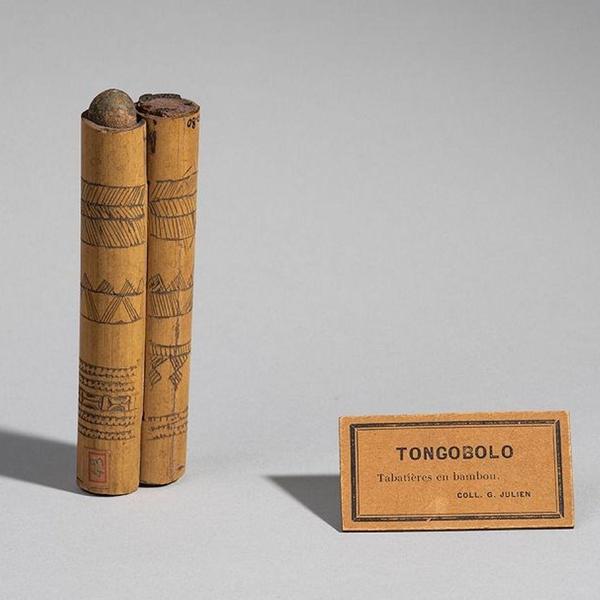 TONGOBOLO
Tabatières en bambou.
COLL. G. JULIEN